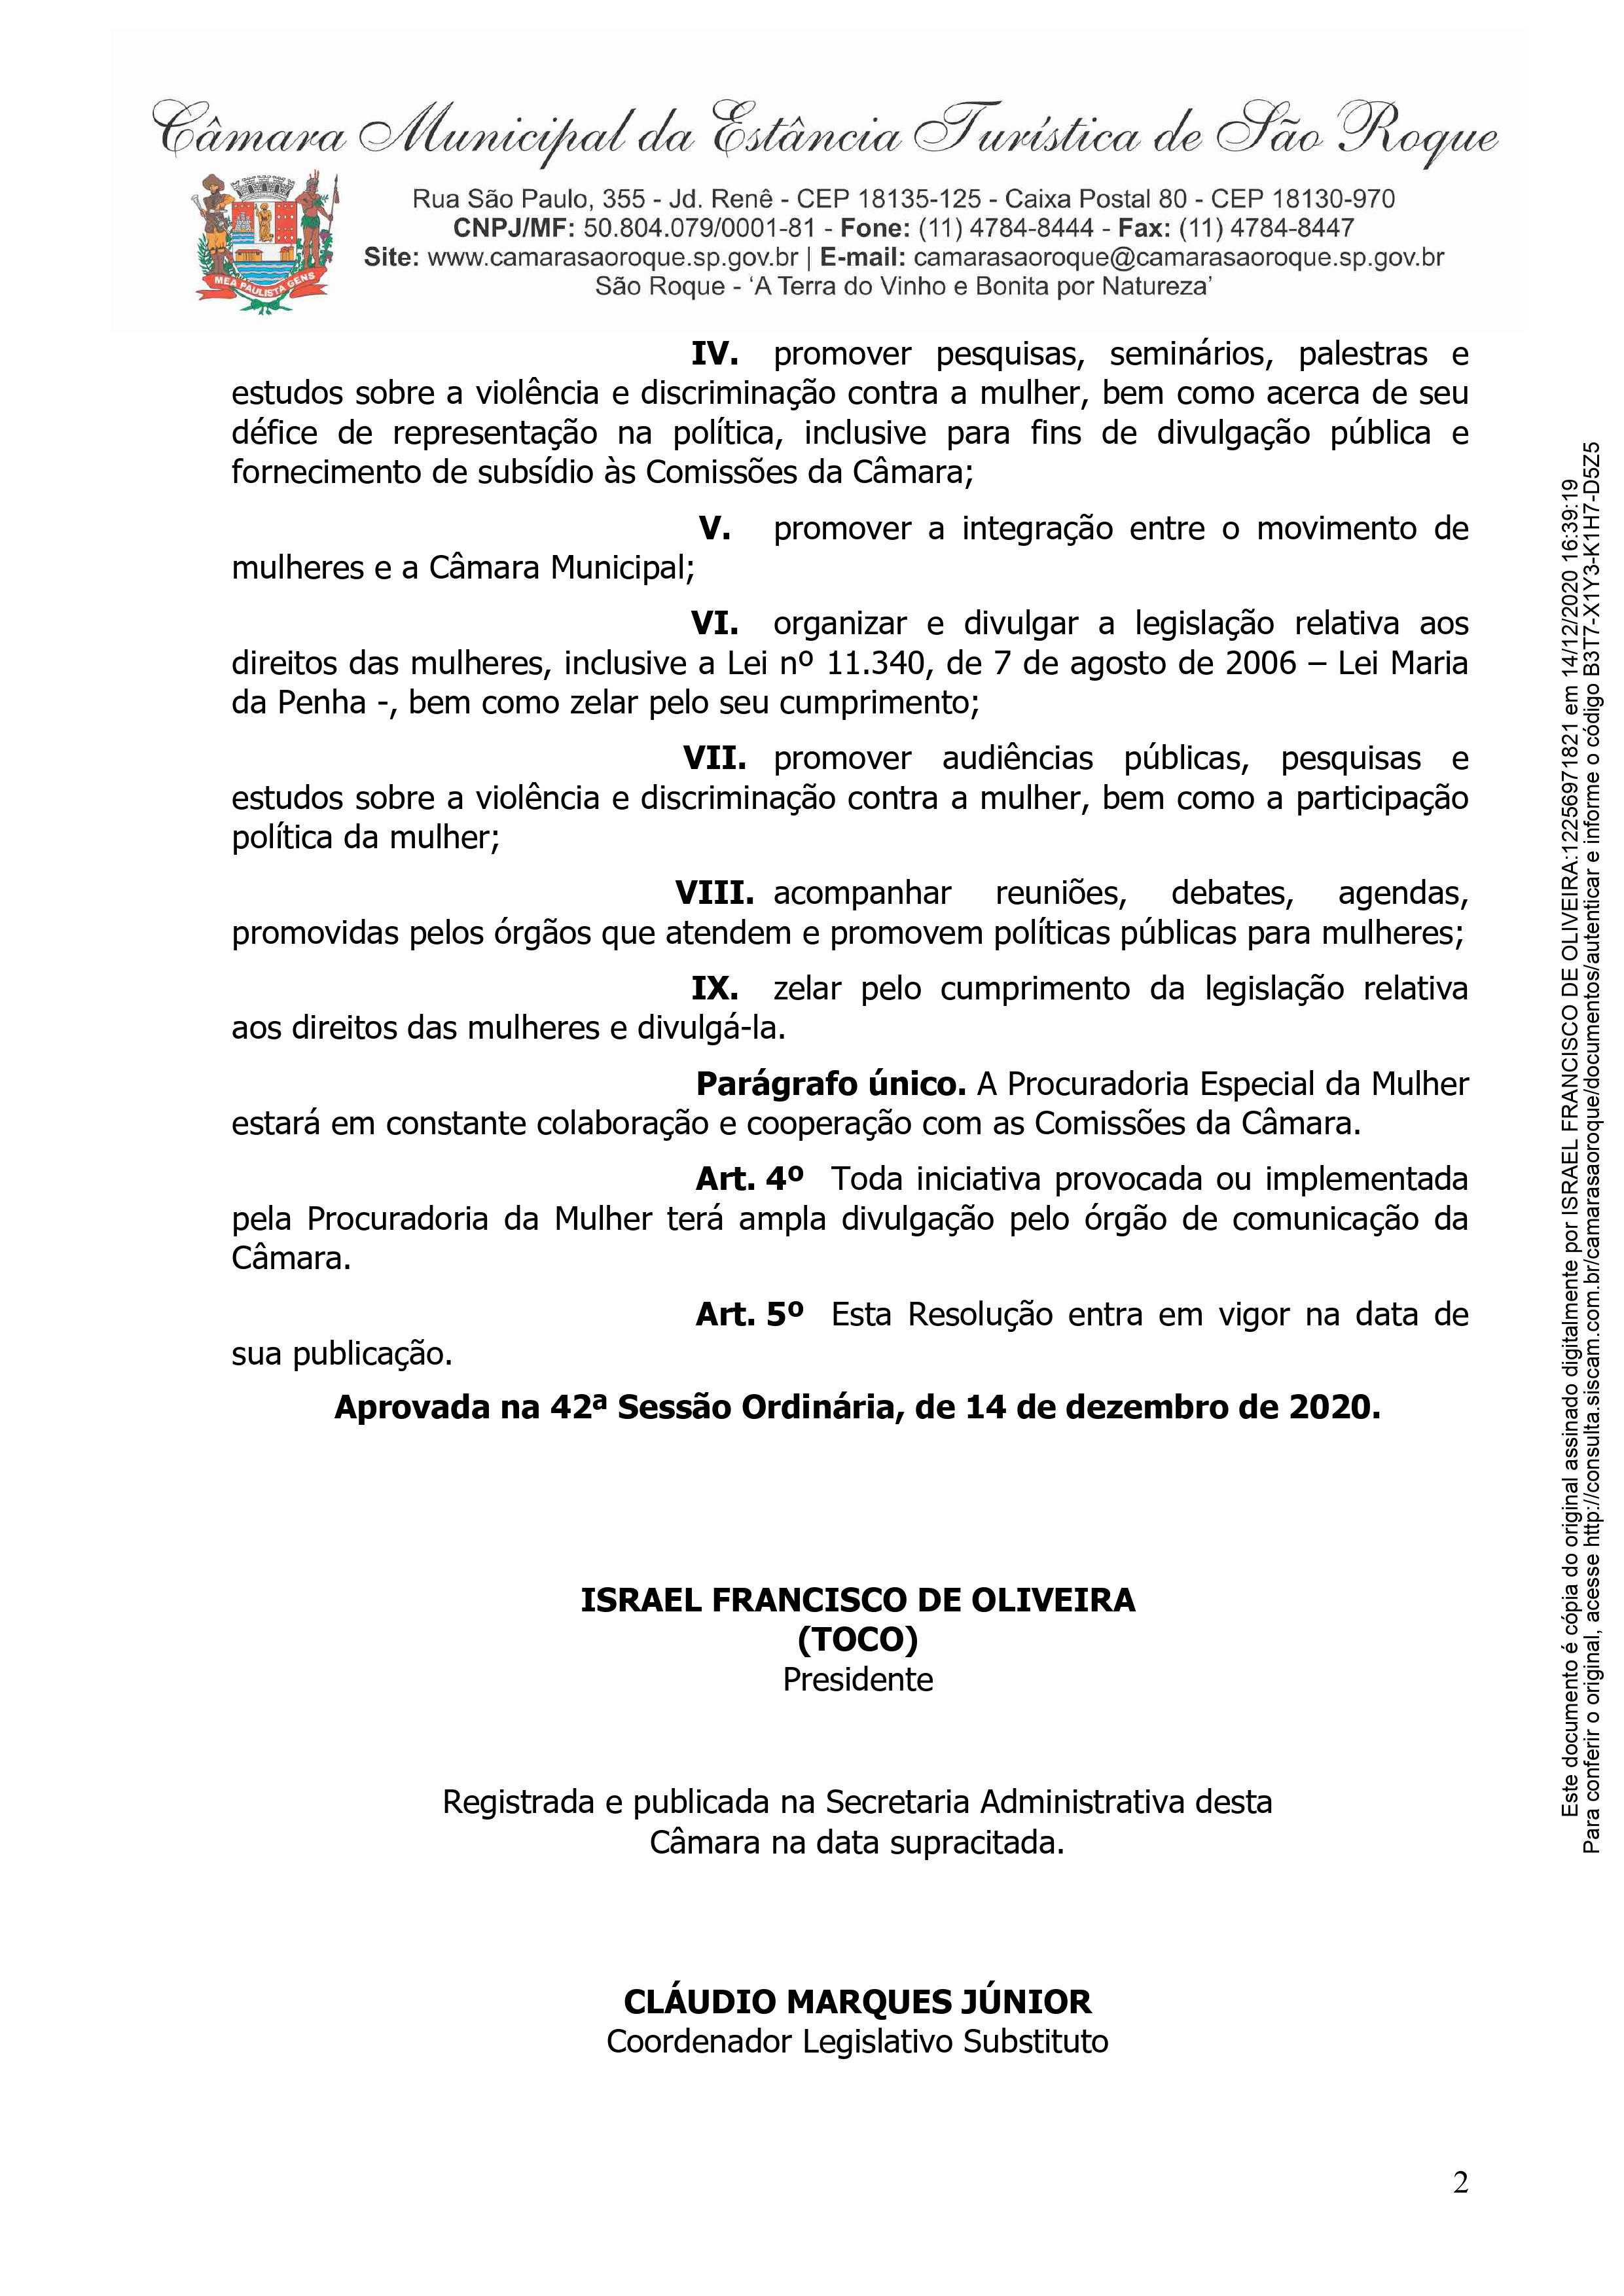 Câmara Municipal da Estância Turística de São Roque
Rua São Paulo, 355 - Jd. Renê - CEP 18135-125 - Caixa Postal 80 - CEP 18130-970
CNPJ/MF: 50.804.079/0001-81 - Fone: (11) 4784-8444 - Fax: (11) 4784-8447
Site: www.camarasaoroque.sp.gov.br | E-mail: camarasaoroque@camarasaoroque.sp.gov.br
São Roque - ‘A Terra do Vinho e Bonita por Natureza’
MEA PAULISTA GENS
IV. promover pesquisas, seminários, palestras e
estudos sobre a violência e discriminação contra a mulher, bem como acerca de seu
défice de representação na política, inclusive para fins de divulgação pública e
fornecimento de subsídio às Comissões da Câmara;
V. promover a integração entre o movimento de
mulheres e a Câmara Municipal;
VI. organizar e divulgar a legislação relativa aos
direitos das mulheres, inclusive a Lei nº 11.340, de 7 de agosto de 2006 – Lei Maria
da Penha -, bem como zelar pelo seu cumprimento;
VII. promover audiências públicas, pesquisas e
estudos sobre a violência e discriminação contra a mulher, bem como a participação
política da mulher;
VIII. acompanhar reuniões, debates, agendas,
promovidas pelos órgãos que atendem e promovem políticas públicas para mulheres;
IX. zelar pelo cumprimento da legislação relativa
aos direitos das mulheres e divulgá-la.
Parágrafo único. A Procuradoria Especial da Mulher
estará em constante colaboração e cooperação com as Comissões da Câmara.
Art. 4º Toda iniciativa provocada ou implementada
pela Procuradoria da Mulher terá ampla divulgação pelo órgão de comunicação da
Câmara.
Art. 5º Esta Resolução entra em vigor na data de
sua publicação.
Aprovada na 42ª Sessão Ordinária, de 14 de dezembro de 2020.
ISRAEL FRANCISCO DE OLIVEIRA
(TOCO)
Presidente
Registrada e publicada na Secretaria Administrativa desta
Câmara na data supracitada.
CLÁUDIO MARQUES JÚNIOR
Coordenador Legislativo Substituto
2
Este documento é cópia do original assinado digitalmente por ISRAEL FRANCISCO DE OLIVEIRA:12256971821 em 14/12/2020 16:39:19
Para conferir o original, acesse http://consulta.siscam.com.br/camarasaoroque/documentos/autenticar e informe o código B3T7-X1Y3-K1H7-D5Z5